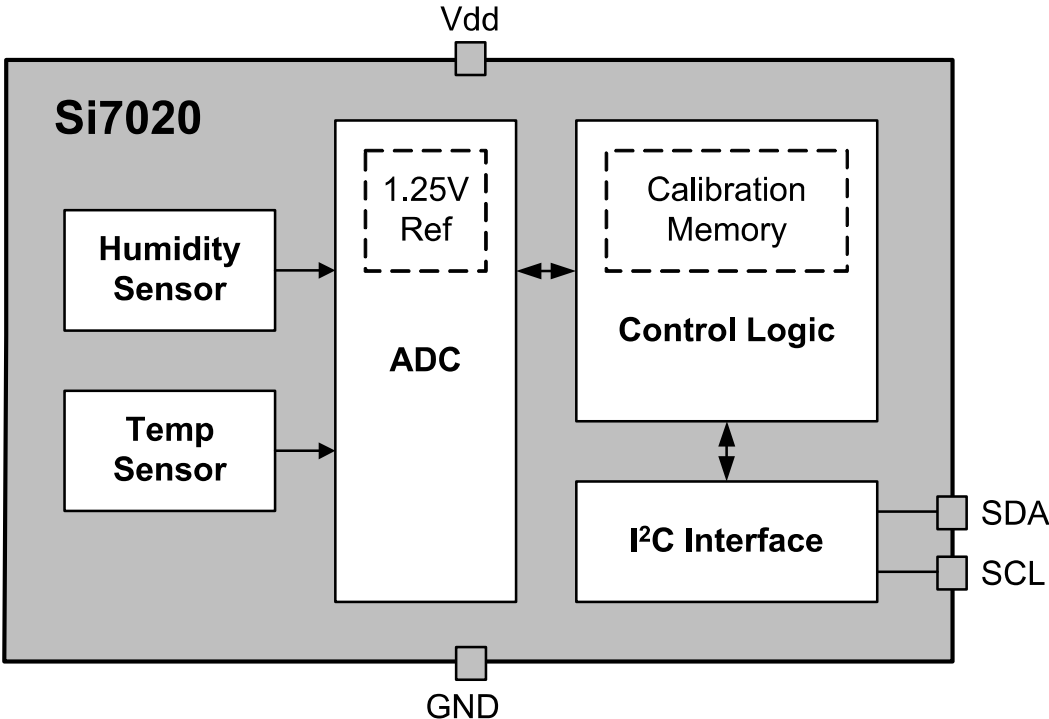 Vdd
Si7020
Humidity
Sensor
Temp
Sensor
1.25V
Ref
ADC
Calibration
Memory
Control Logic
I²C Interface
SDA
SCL
GND